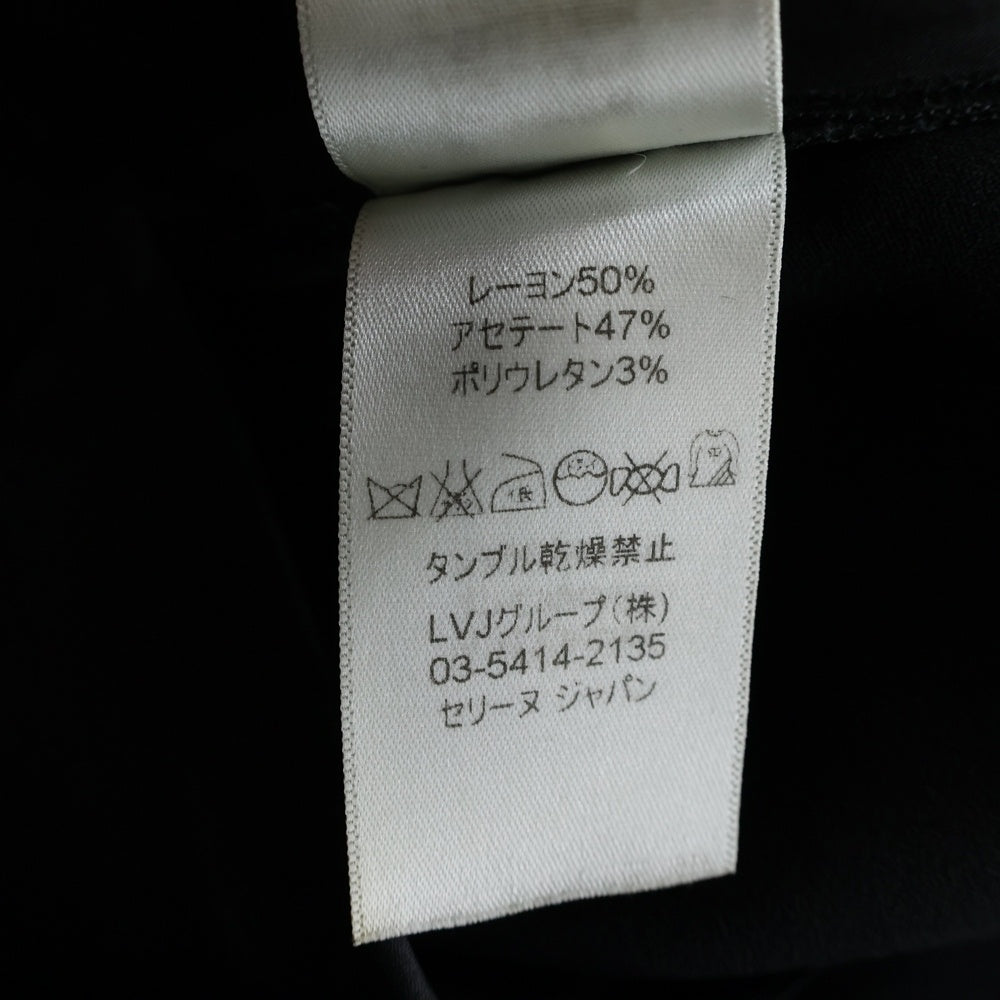 レーヨン50%
アセテート47%
ポリウレタン3%
タンブル乾燥禁止
LVJグループ(株)
03-5414-2135
セリーヌ ジャパン